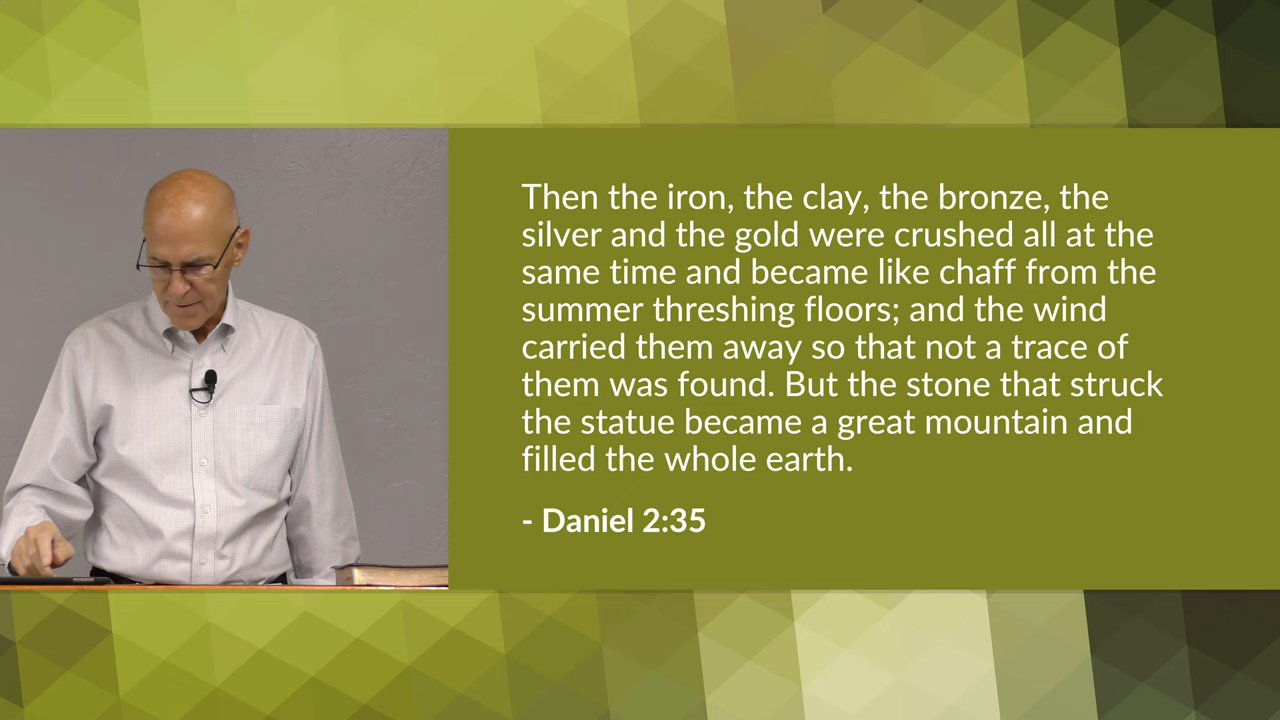 Then the iron, the clay, the bronze, the
silver and the gold were crushed all at the
same time and became like chaff from the
summer threshing floors; and the wind
carried them away so that not a trace of
them was found. But the stone that struck
the statue became a great mountain and
filled the whole earth.
- Daniel 2:35